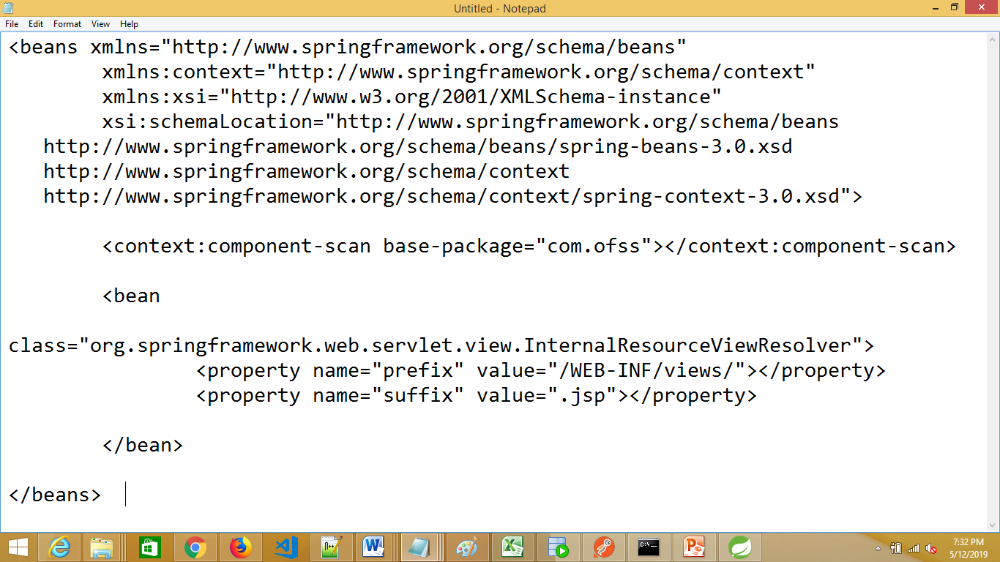 Untitled - Notepad
File Edit Format View Help
<beans xmlns="http://www.springframework.org/schema/beans"
xmlns:context="http://www.springframework.org/schema/context"
xmlns:xsi="http://www.w3.org/2001/XMLSchema-instance"
xsi:schemaLocation="http://www.springframework.org/schema/beans
http://www.springframework.org/schema/beans/spring-beans-3.0.xsd
http://www.springframework.org/schema/context
http://www.springframework.org/schema/context/spring-context-3.0.xsd">
<context:component-scan base-package="com.ofss"></context:component-scan>
<bean
class="org.springframework.web.servlet.view.InternalResourceViewResolver">
<property name="prefix" value="/WEB-INF/views/"></property>
<property name="suffix" value=".jsp"></property>
</bean>
</beans>
7:32 PM
5/12/2019